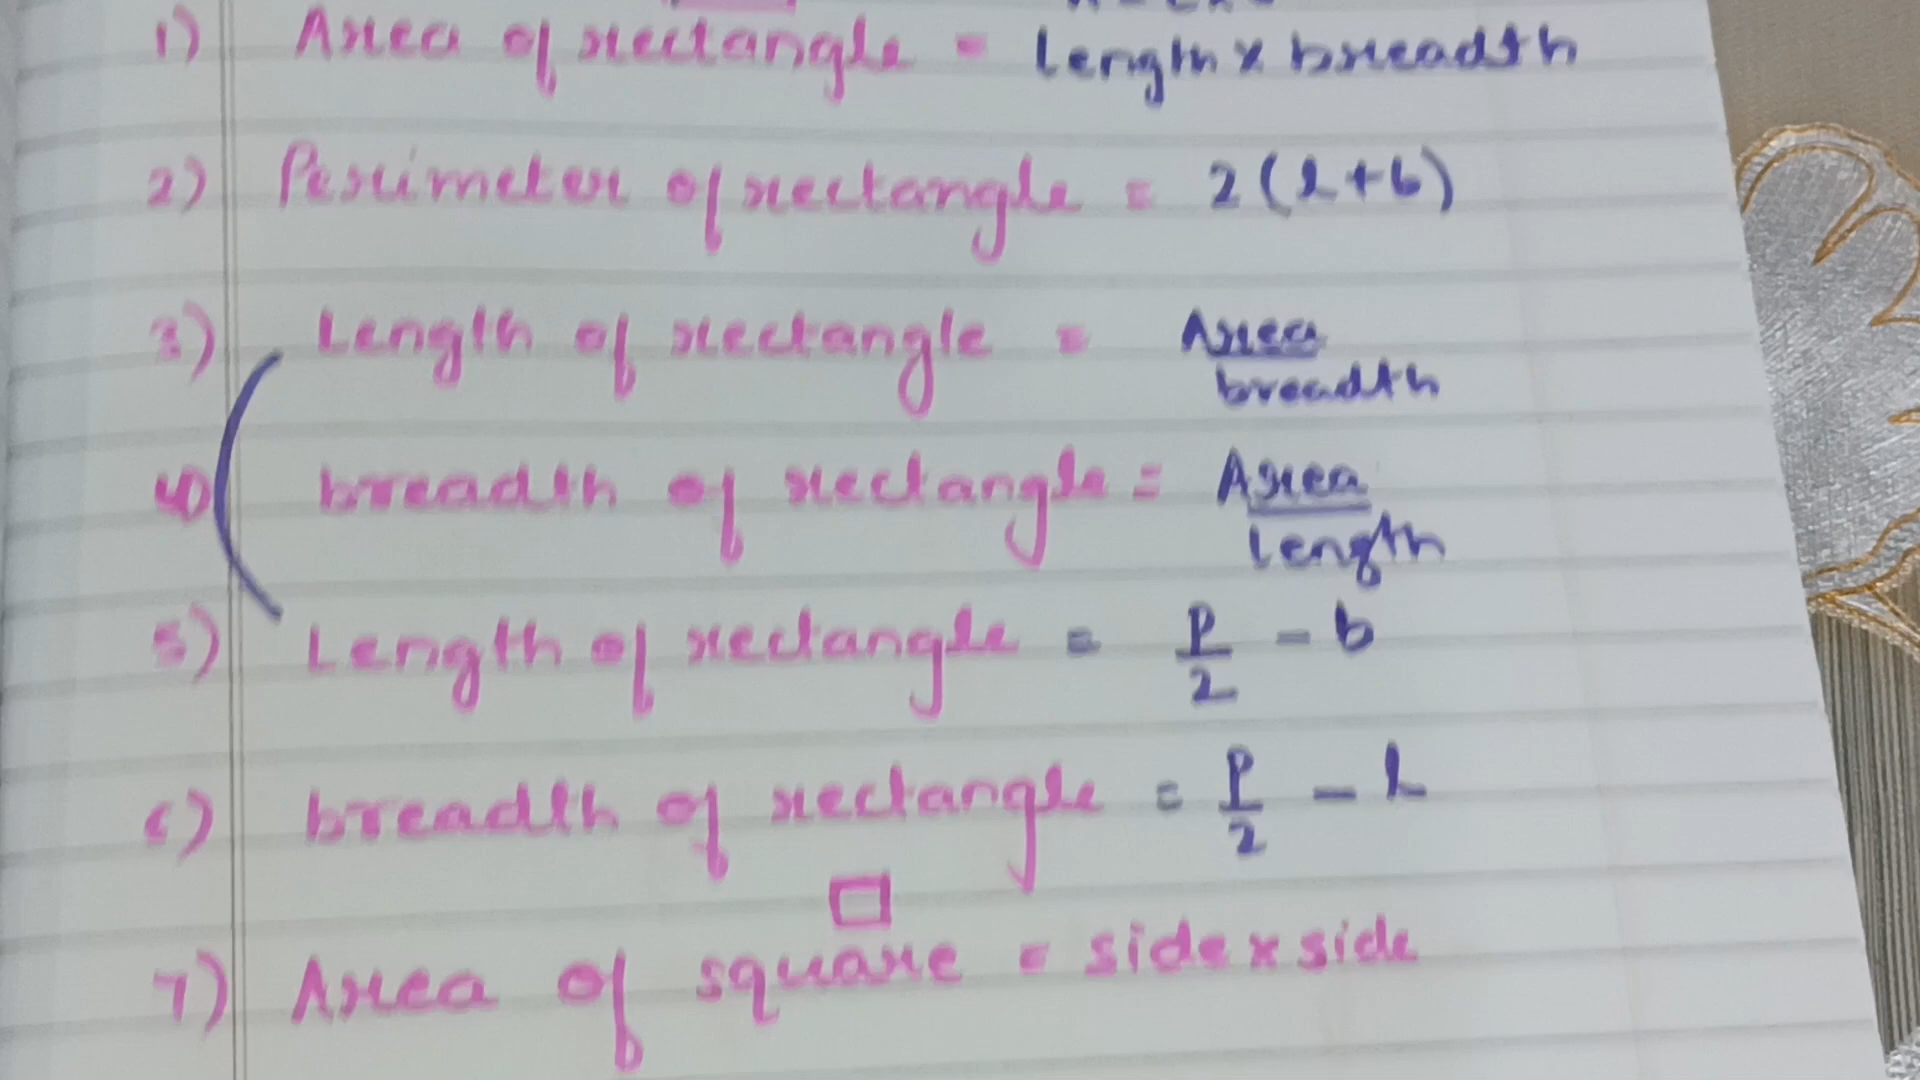 1) Area of rectangle = Length x breadth
2) Perimeter of rectangle = 2(l+b)
3) Length of rectangle = Area
breadth
4) breadth of rectangle = Area
Length
5) Length of rectangle = P/2 - b
6) breadth of rectangle = P/2 - l
7) Area of square = side x side